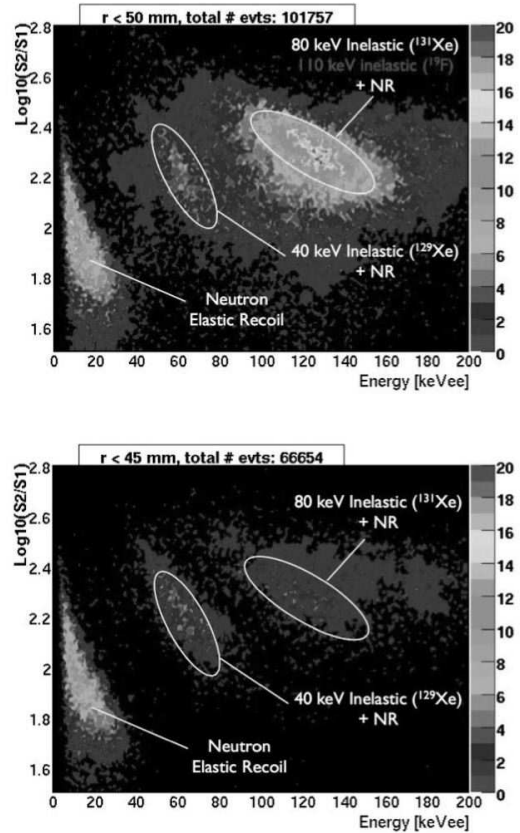 r < 50 mm, total # evts: 101757
Log10(S2/S1)
2.8
2.6
2.4
2.2
2
1.8
1.6
80 keV Inelastic (¹³¹Xe)
110 keV inelastic (¹⁹F)
+ NR
40 keV Inelastic (¹²⁹Xe)
+ NR
Neutron
Elastic Recoil
0 20 40 60 80 100 120 140 160 180 200
Energy [keVee]
20
18
16
14
12
10
8
6
4
2
0
r < 45 mm, total # evts: 66654
Log10(S2/S1)
2.8
2.6
2.4
2.2
2
1.8
1.6
80 keV Inelastic (¹³¹Xe)
+ NR
40 keV Inelastic (¹²⁹Xe)
+ NR
Neutron
Elastic Recoil
0 20 40 60 80 100 120 140 160 180 200
Energy [keVee]
20
18
16
14
12
10
8
6
4
2
0